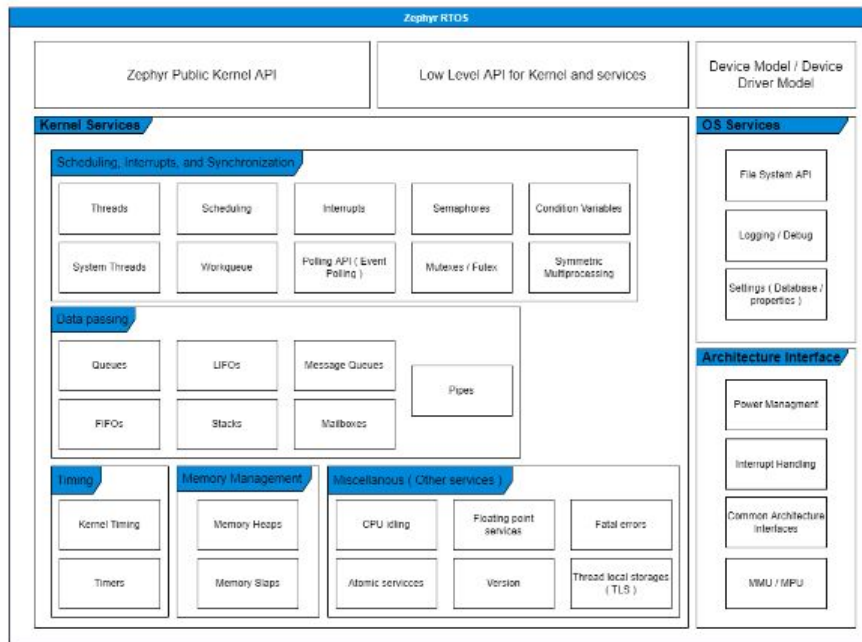 Zephyr RTOS
Zephyr Public Kernel API
Low Level API for Kernel and services
Device Model / Device
Driver Model
Kernel Services
Scheduling, Interrupts, and Synchronization
Threads
Scheduling
Interrupts
Semaphores
Condition Variables
System Threads
Workqueue
Polling API ( Event
Polling )
Mutexes / Futex
Symmetric
Multiprocessing
Data passing
Queues
LIFOs
Message Queues
Pipes
FIFOs
Stacks
Mailboxes
Timing
Kernel Timing
Timers
Memory Management
Memory Heaps
Memory Slaps
Miscellanous ( Other services )
CPU idling
Floating point
services
Fatal errors
Atomic servicces
Version
Thread local storages
( TLS )
OS Services
File System API
Logging / Debug
Settings ( Database /
properties )
Architecture Interface
Power Managment
Interrupt Handling
Common Architecture
Interfaces
MMU / MPU